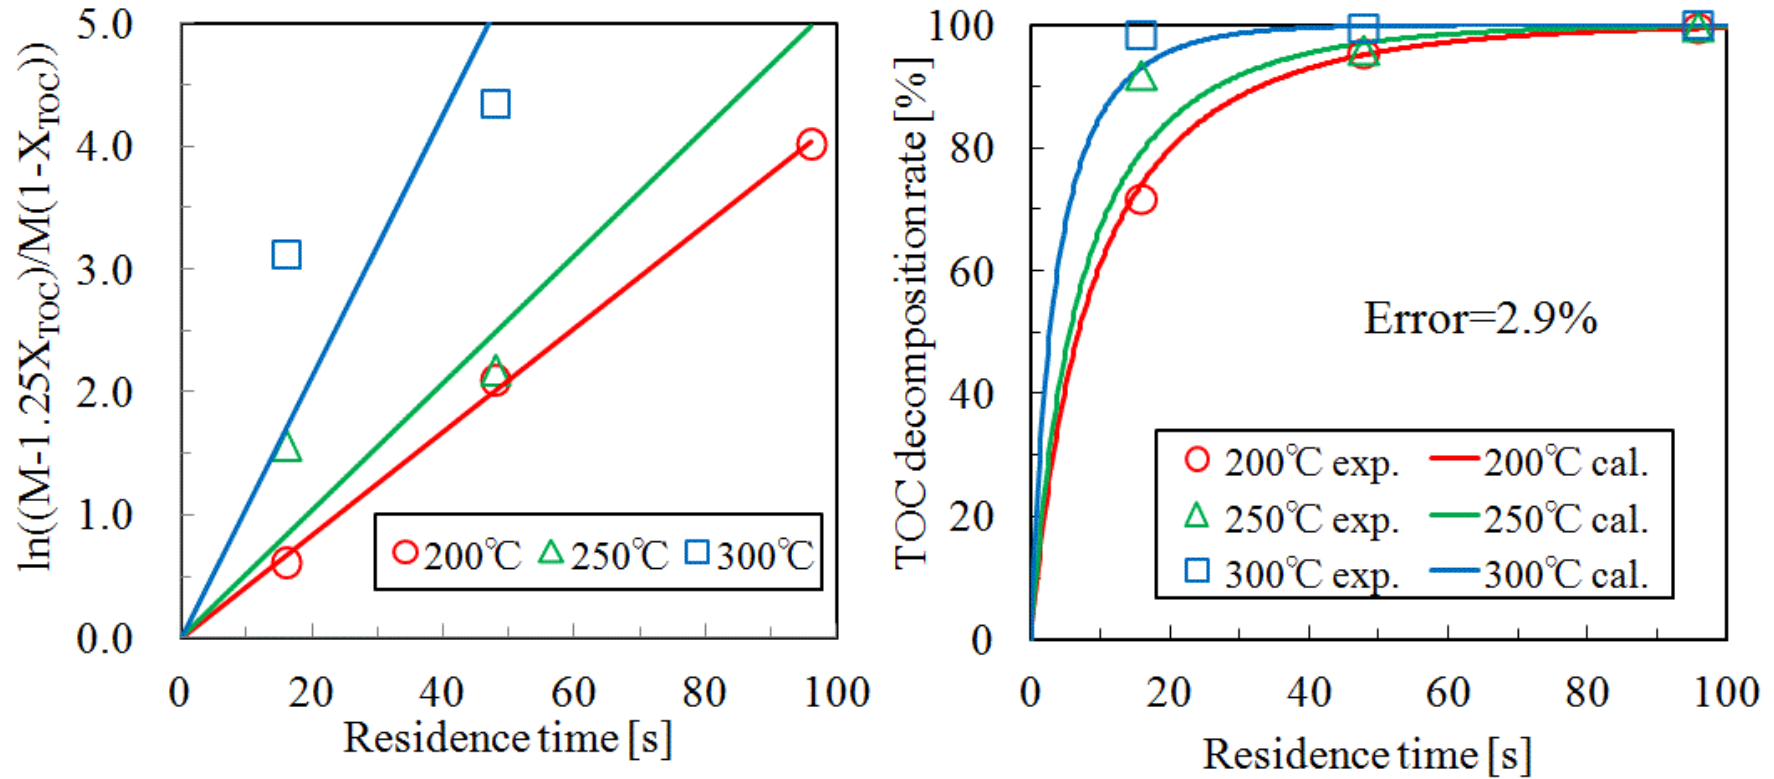 ln((M-1.25X_TOC)/M(1-X_TOC))
5.0
4.0
3.0
2.0
1.0
0.0
200℃ 250℃ 300℃
0 20 40 60 80 100
Residence time [s]
TOC decomposition rate [%]
100
80
60
40
20
0
Error=2.9%
200℃ exp. 200℃ cal.
250℃ exp. 250℃ cal.
300℃ exp. 300℃ cal.
0 20 40 60 80 100
Residence time [s]